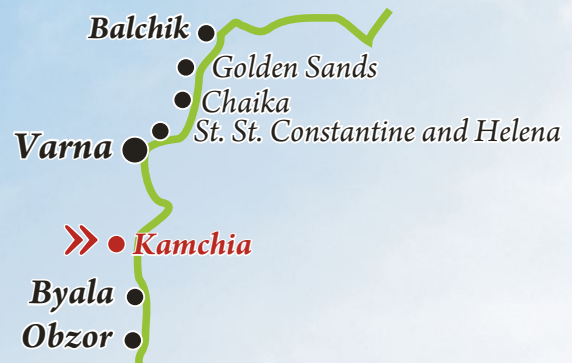 Balchik
Golden Sands
Chaika
St. St. Constantine and Helena
Varna
Kamchia
Byala
Obzor